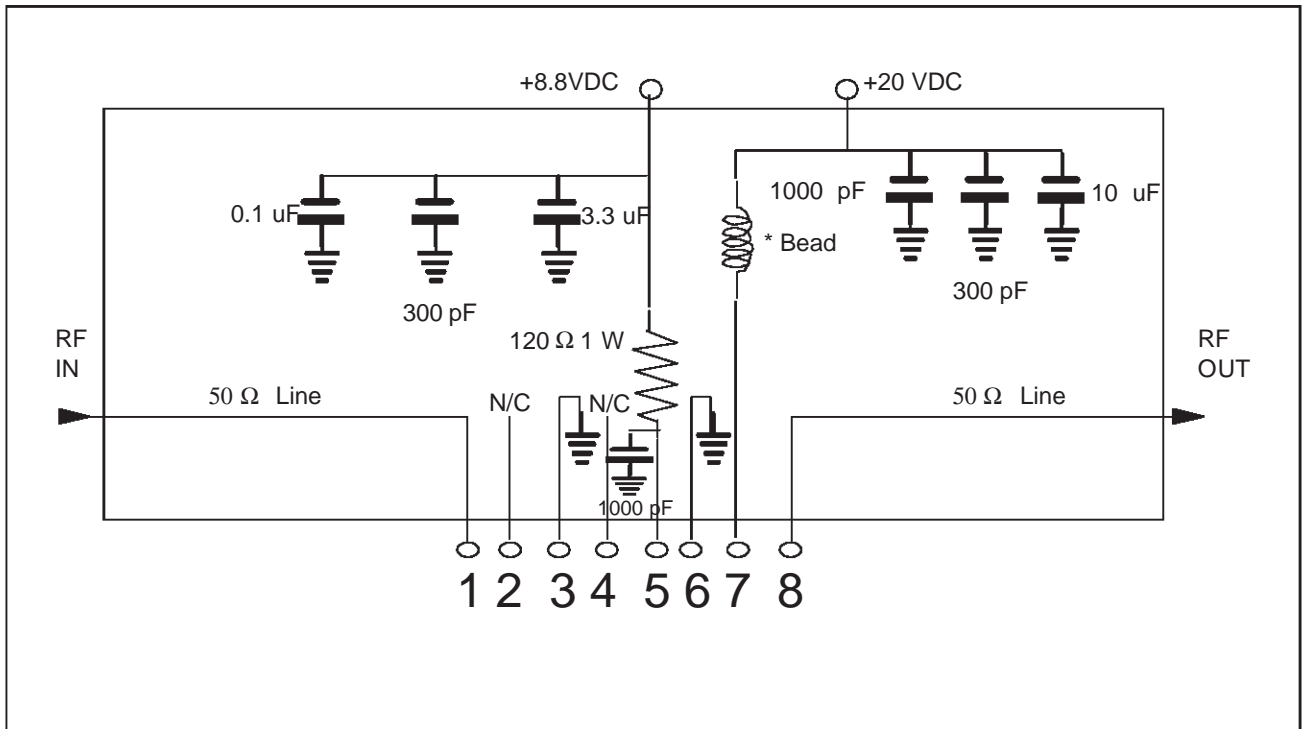 +8.8VDC
+20 VDC
0.1 uF
3.3 uF
1000 pF
10 uF
* Bead
300 pF
300 pF
120 Ω 1 W
RF
IN
RF
OUT
50 Ω Line
N/C
N/C
50 Ω Line
1000 pF
1 2 3 4 5 6 7 8